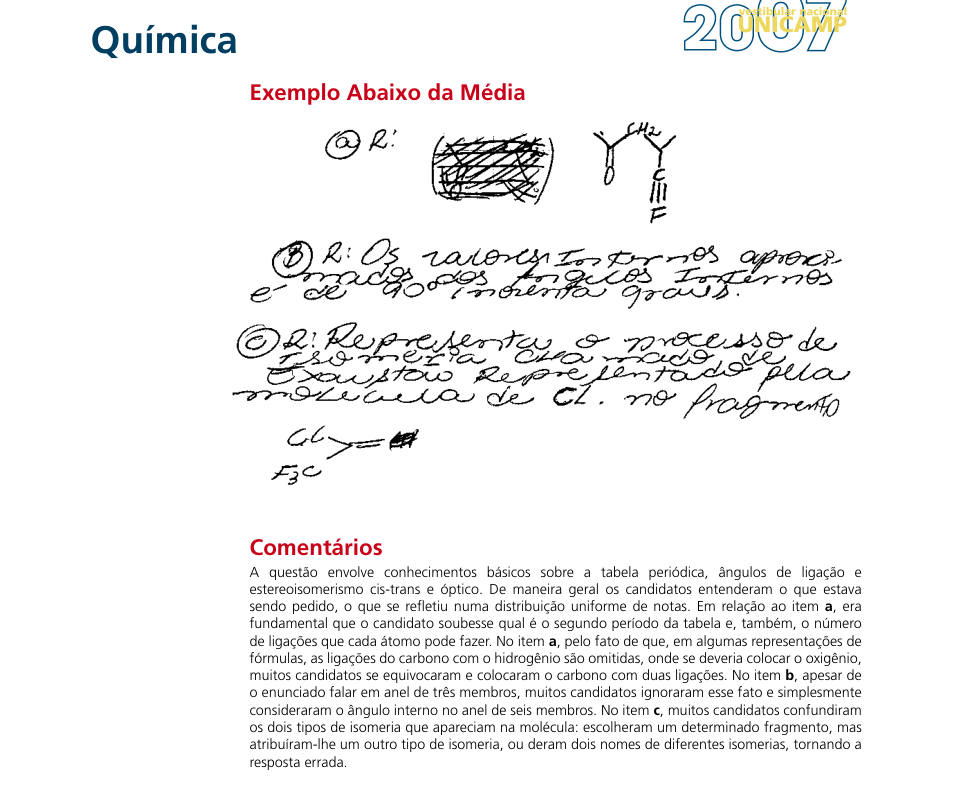 vestibular nacional
2007
UNICAMP
Química
Exemplo Abaixo da Média
a R:
CH2
O
C
F
B R: Os valores Internos aproxi-
mados dos Angulos Internos
é de 90° (noventa graus.
C R: Representa o processo de
Isomeria chamado de
Exaustão Representado pela
molécula de CL. no fragmento
CL
F3C
Comentários
A questão envolve conhecimentos básicos sobre a tabela periódica, ângulos de ligação e
estereoisomerismo cis-trans e óptico. De maneira geral os candidatos entenderam o que estava
sendo pedido, o que se refletiu numa distribuição uniforme de notas. Em relação ao item a, era
fundamental que o candidato soubesse qual é o segundo período da tabela e, também, o número
de ligações que cada átomo pode fazer. No item a, pelo fato de que, em algumas representações de
fórmulas, as ligações do carbono com o hidrogênio são omitidas, onde se deveria colocar o oxigênio,
muitos candidatos se equivocaram e colocaram o carbono com duas ligações. No item b, apesar de
o enunciado falar em anel de três membros, muitos candidatos ignoraram esse fato e simplesmente
consideraram o ângulo interno no anel de seis membros. No item c, muitos candidatos confundiram
os dois tipos de isomeria que apareciam na molécula: escolheram um determinado fragmento, mas
atribuíram-lhe um outro tipo de isomeria, ou deram dois nomes de diferentes isomerias, tornando a
resposta errada.